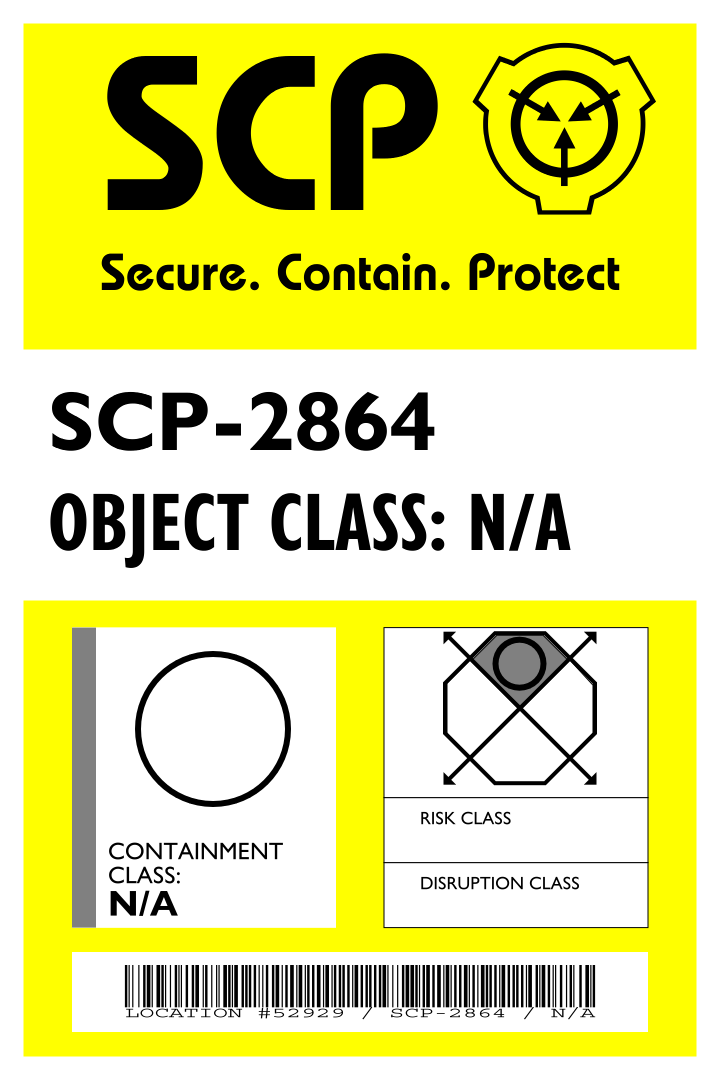 SCP
Secure. Contain. Protect
SCP-2864
OBJECT CLASS: N/A
CONTAINMENT
CLASS:
N/A
RISK CLASS
DISRUPTION CLASS
LOCATION #52929 / SCP-2864 / N/A